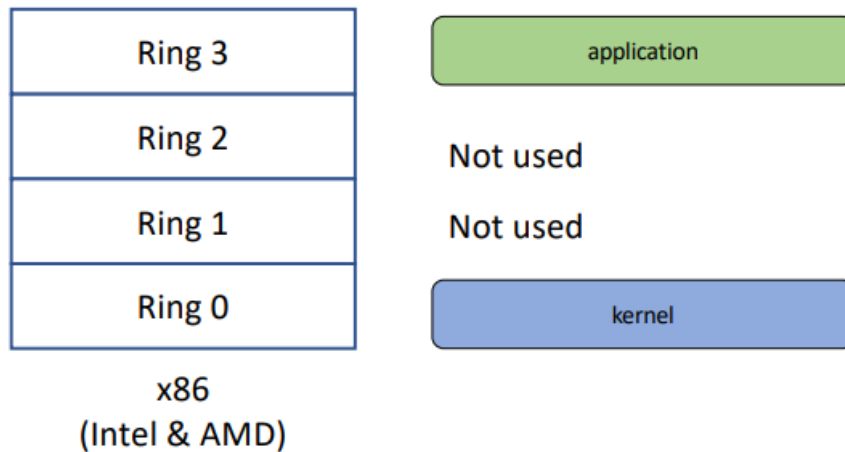 Ring 3
application
Ring 2
Not used
Ring 1
Not used
Ring 0
kernel
x86
(Intel & AMD)